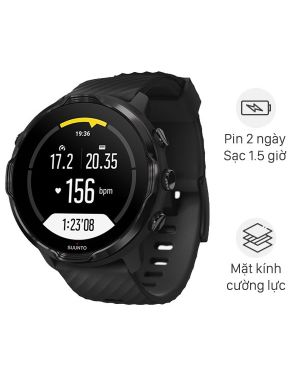 19:36
17.2 20.35
156
bpm
1:23'08
SUUNTO
Pin 2 ngày
Sạc 1.5 giờ
Mặt kính
cường lực